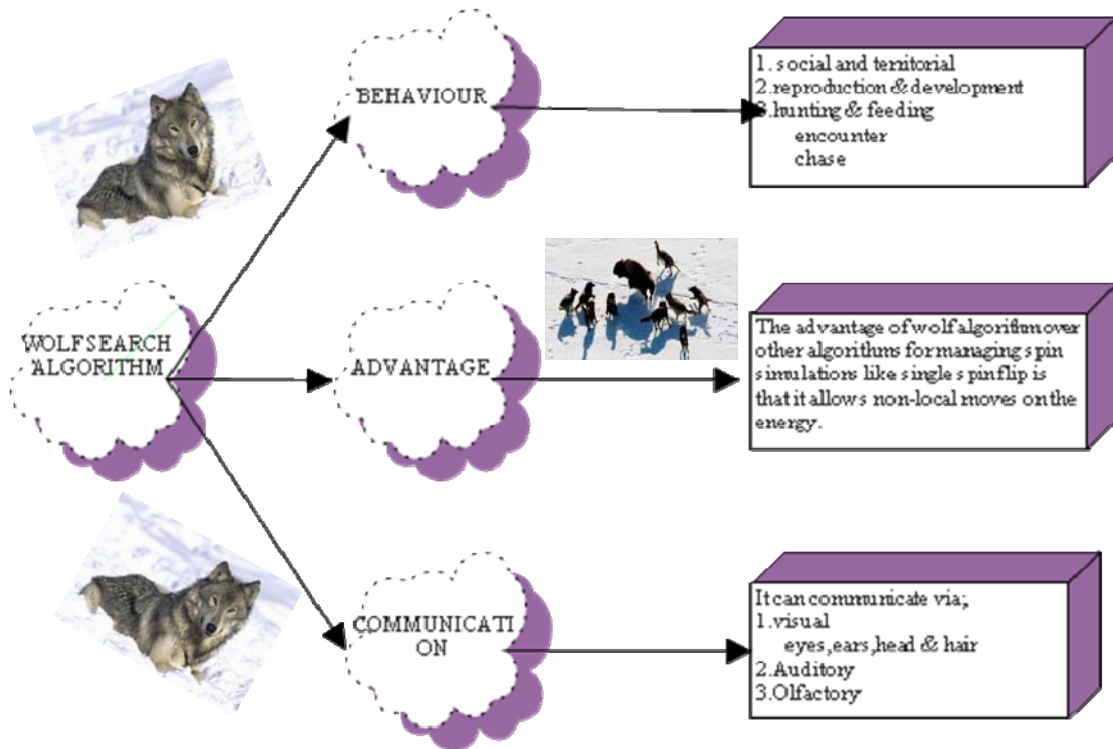 BEHAVIOUR
1. social and territorial
2.reproduction & development
3.hunting & feeding
encounter
chase
WOLFSEARCH
ALGORITHM
ADVANTAGE
The advantage of wolf algorithm over
other algorithms for managing spin
simulations like single spin flip is
that it allows non-local moves on the
energy.
COMMUNICATI
ON
It can communicate via;,
1.visual
eyes,ears,head & hair
2.Auditory
3.Olfactory